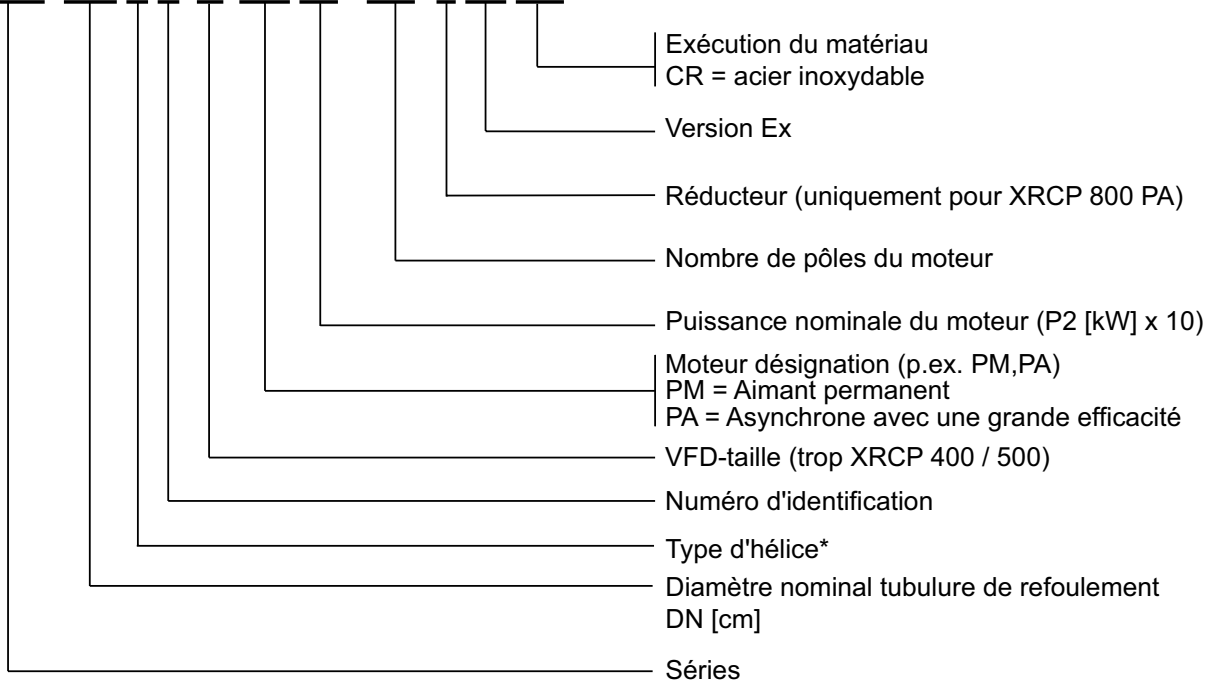 Exécution du matériau
CR = acier inoxydable
Version Ex
Réducteur (uniquement pour XRCP 800 PA)
Nombre de pôles du moteur
Puissance nominale du moteur (P2 [kW] x 10)
Moteur désignation (p.ex. PM,PA)
PM = Aimant permanent
PA = Asynchrone avec une grande efficacité
VFD-taille (trop XRCP 400 / 500)
Numéro d'identification
Type d'hélice*
Diamètre nominal tubulure de refoulement
DN [cm]
Séries